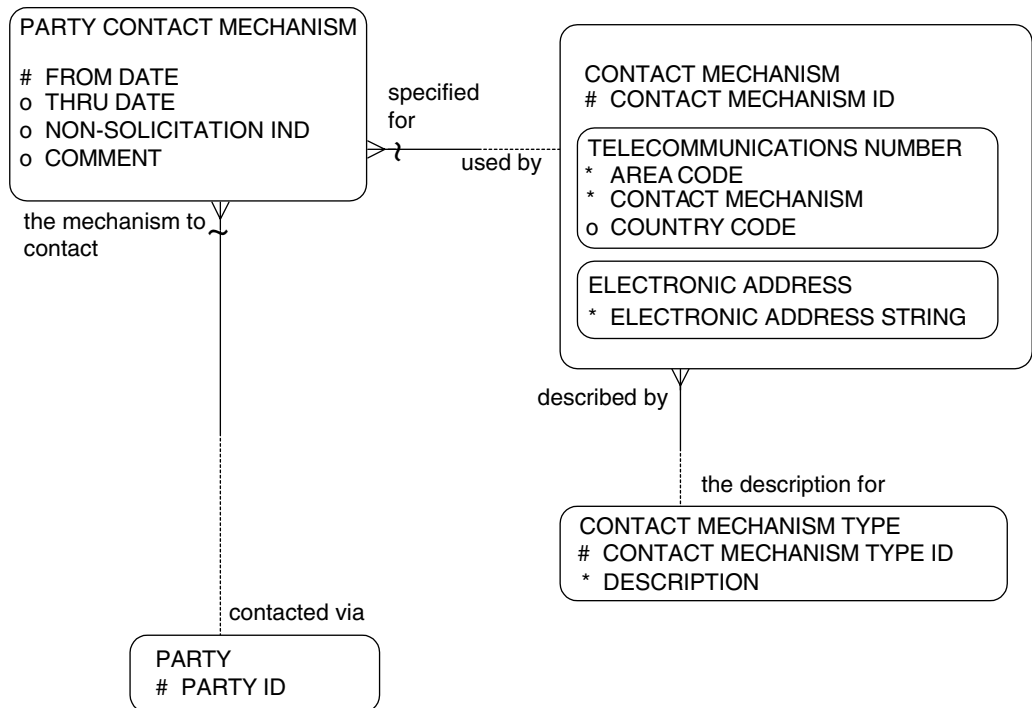 PARTY CONTACT MECHANISM
# FROM DATE
o THRU DATE
o NON-SOLICITATION IND
o COMMENT
specified
for
used by
CONTACT MECHANISM
# CONTACT MECHANISM ID
TELECOMMUNICATIONS NUMBER
* AREA CODE
* CONTACT MECHANISM
o COUNTRY CODE
ELECTRONIC ADDRESS
* ELECTRONIC ADDRESS STRING
the mechanism to
contact
described by
the description for
CONTACT MECHANISM TYPE
# CONTACT MECHANISM TYPE ID
* DESCRIPTION
contacted via
PARTY
# PARTY ID